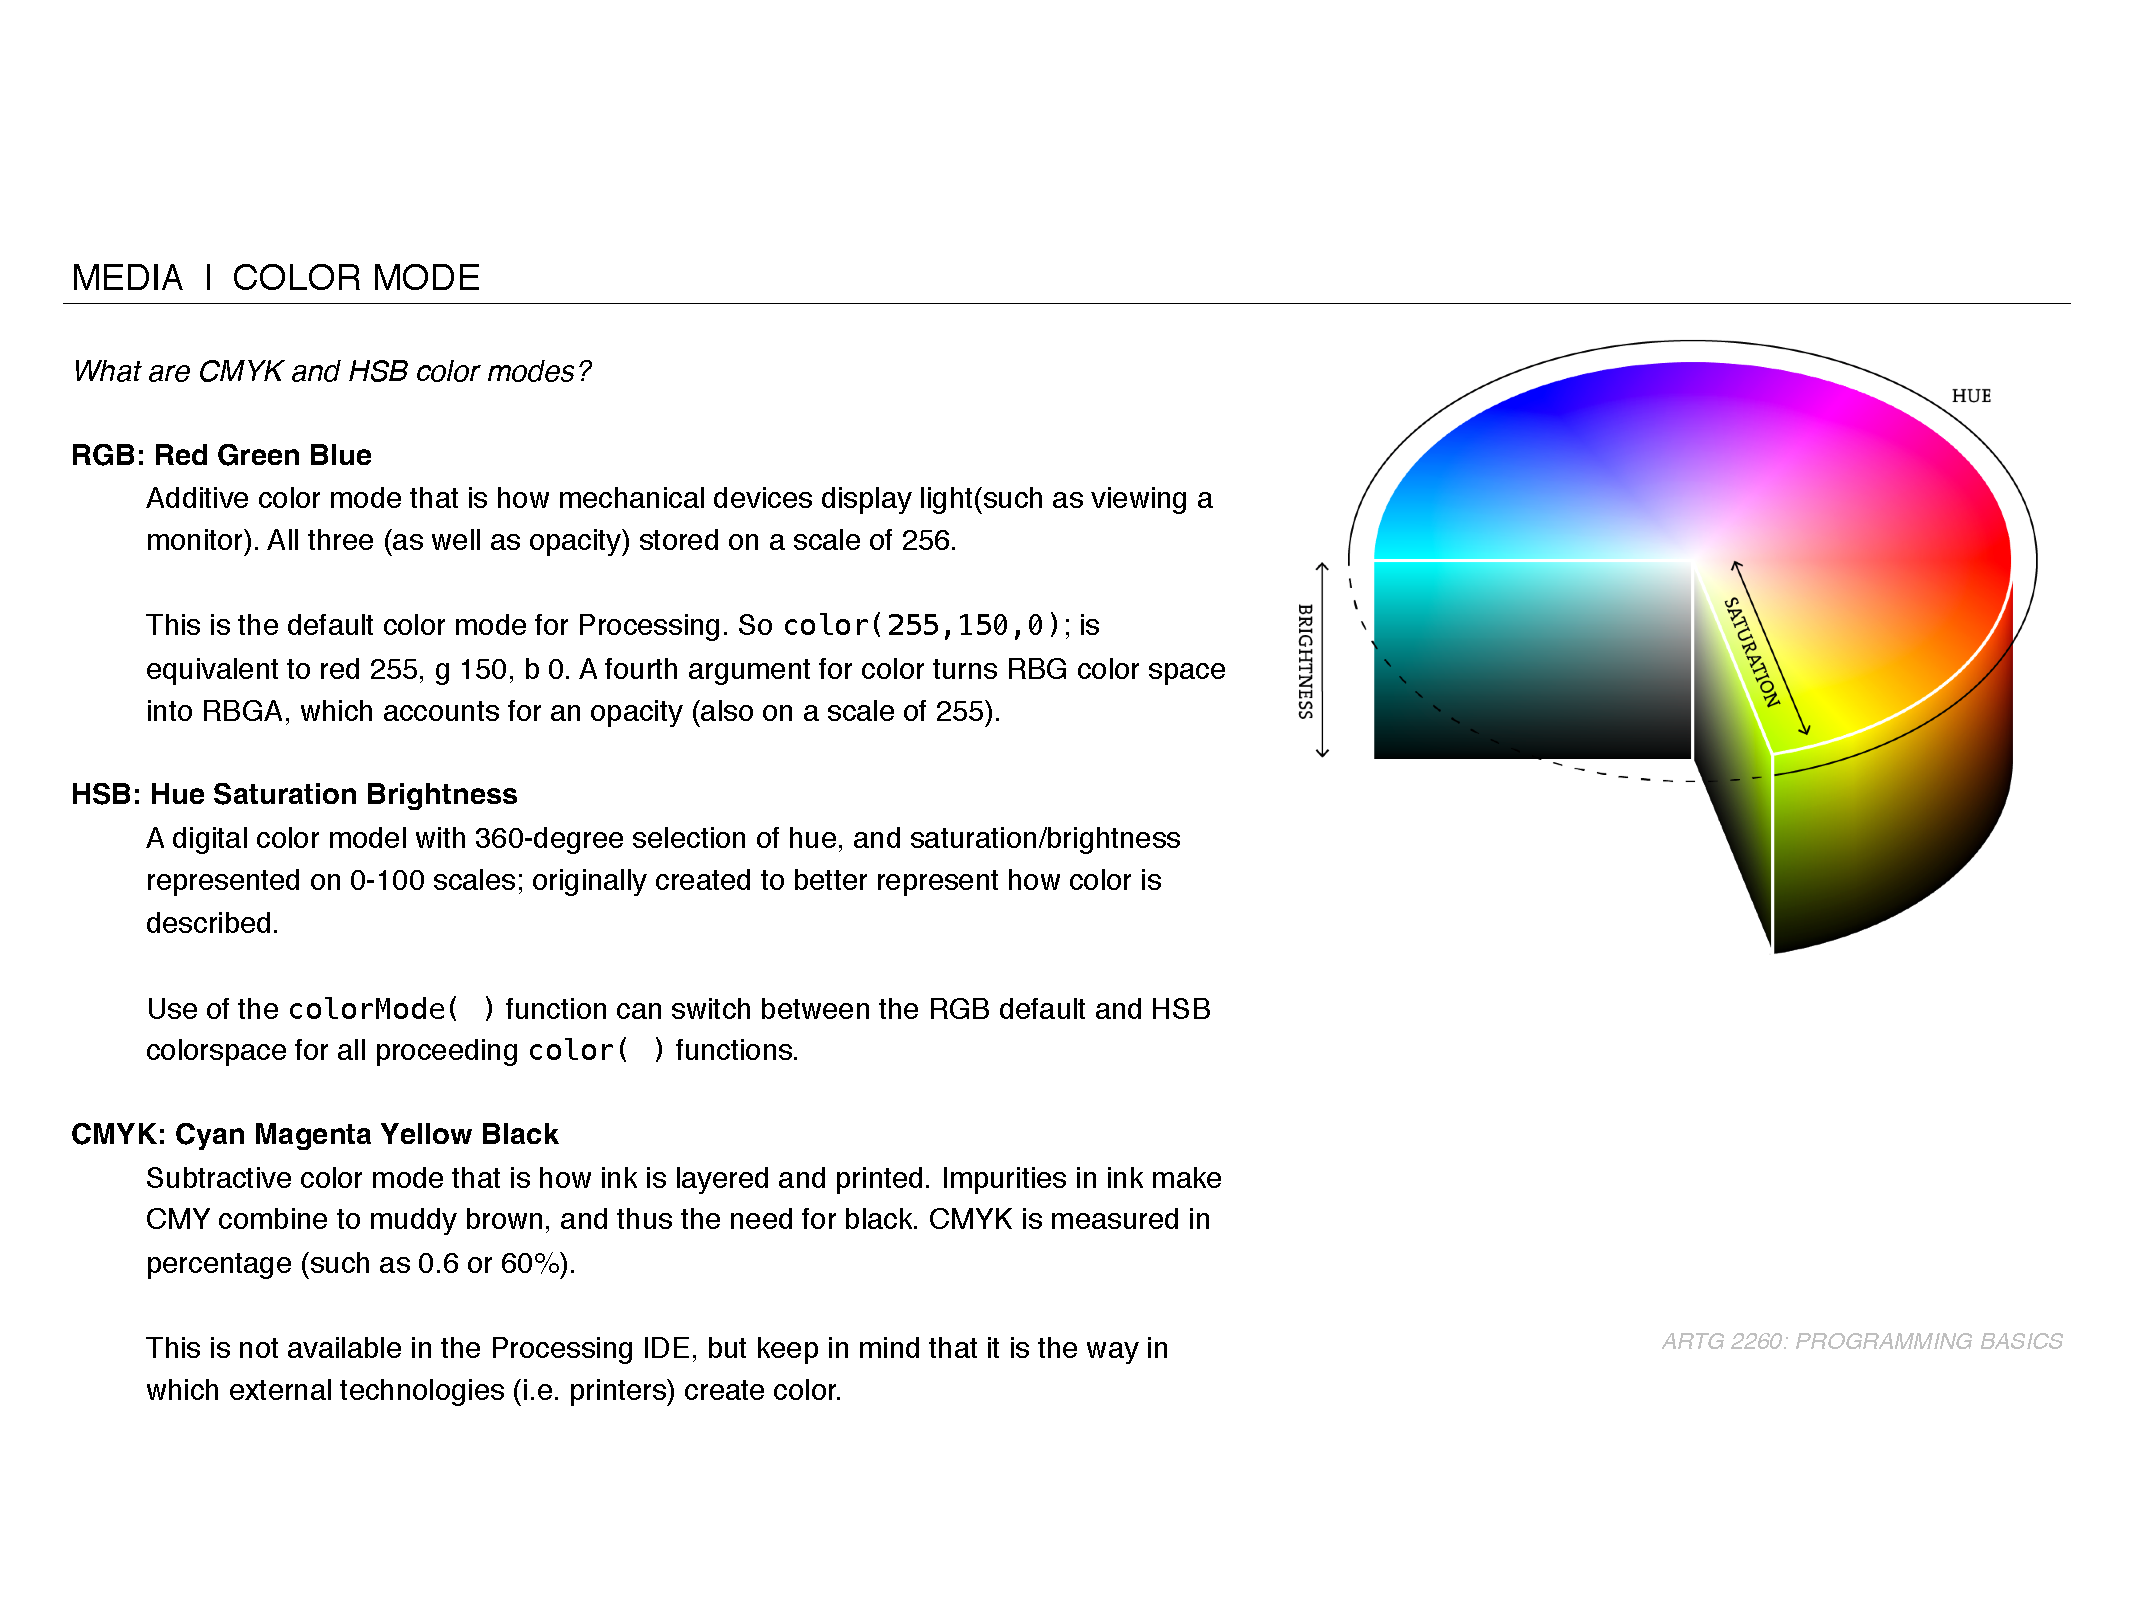 MEDIA | COLOR MODE
What are CMYK and HSB color modes?
RGB: Red Green Blue
Additive color mode that is how mechanical devices display light(such as viewing a
monitor). All three (as well as opacity) stored on a scale of 256.
This is the default color mode for Processing. So color(255,150,0); is
equivalent to red 255, g 150, b 0. A fourth argument for color turns RBG color space
into RBGA, which accounts for an opacity (also on a scale of 255).
HSB: Hue Saturation Brightness
A digital color model with 360-degree selection of hue, and saturation/brightness
represented on 0-100 scales; originally created to better represent how color is
described.
Use of the colorMode( ) function can switch between the RGB default and HSB
colorspace for all proceeding color( ) functions.
CMYK: Cyan Magenta Yellow Black
Subtractive color mode that is how ink is layered and printed. Impurities in ink make
CMY combine to muddy brown, and thus the need for black. CMYK is measured in
percentage (such as 0.6 or 60%).
This is not available in the Processing IDE, but keep in mind that it is the way in
which external technologies (i.e. printers) create color.
HUE
SATURATION
BRIGHTNESS
ARTG 2260: PROGRAMMING BASICS